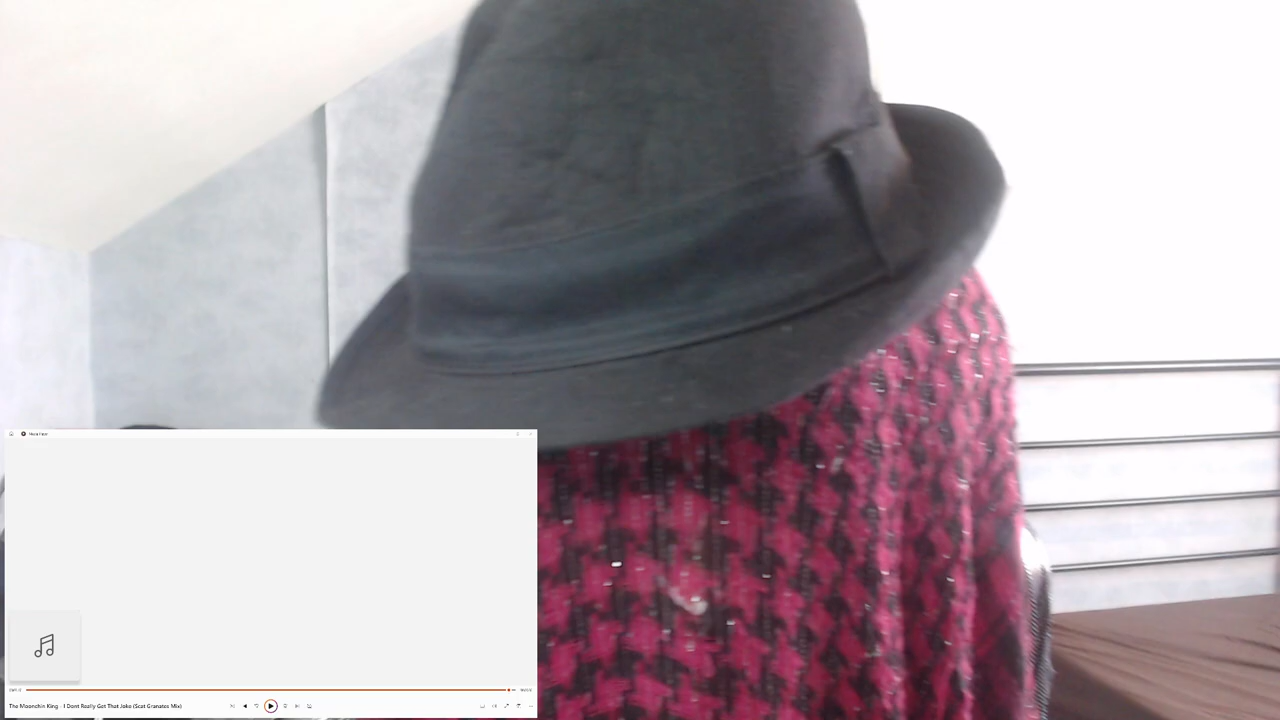 Media Player
The Moonchin King - I Dont Really Get That Joke (Scat Granates Mix)